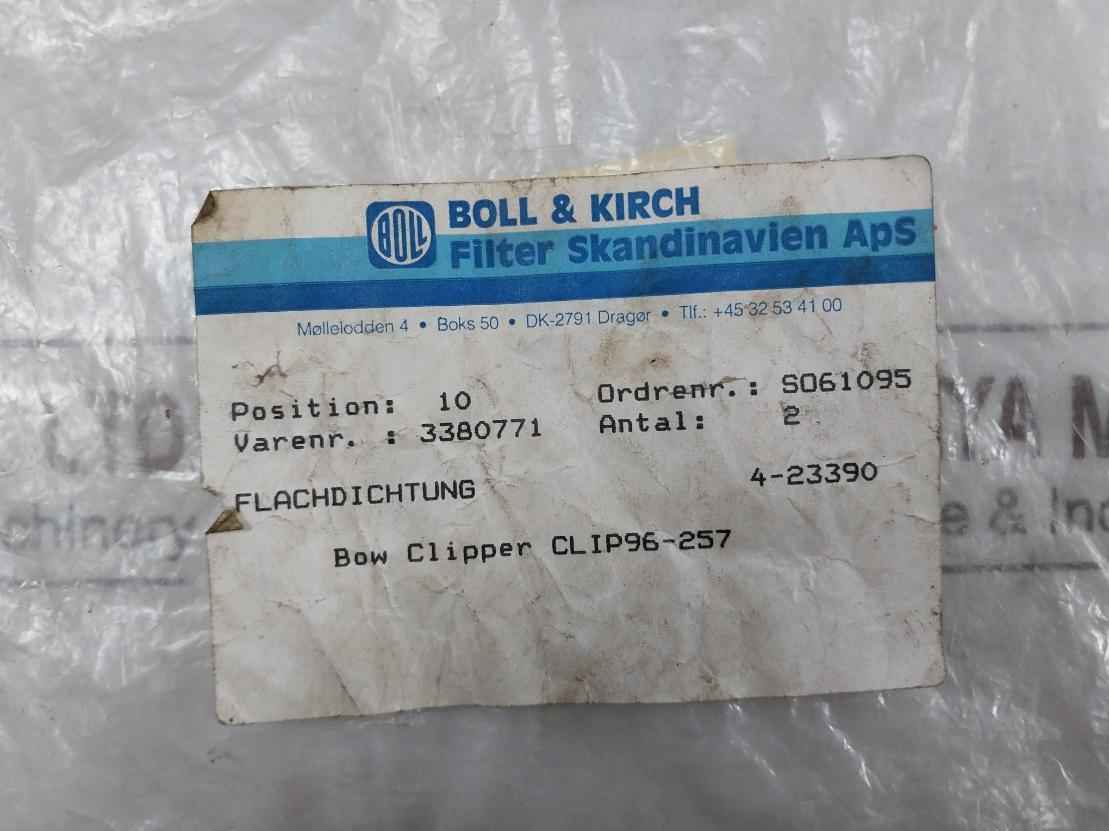 BOLL
BOLL & KIRCH
Filter Skandinavien ApS
Møllelodden 4 • Boks 50 • DK-2791 Dragør • Tlf.: +45 32 53 41 00
Position: 10 Ordrenr.: SO61095
Varenr. : 3380771 Antal: 2
FLACHDICHTUNG 4-23390
Bow Clipper CLIP96-257
e & Ind